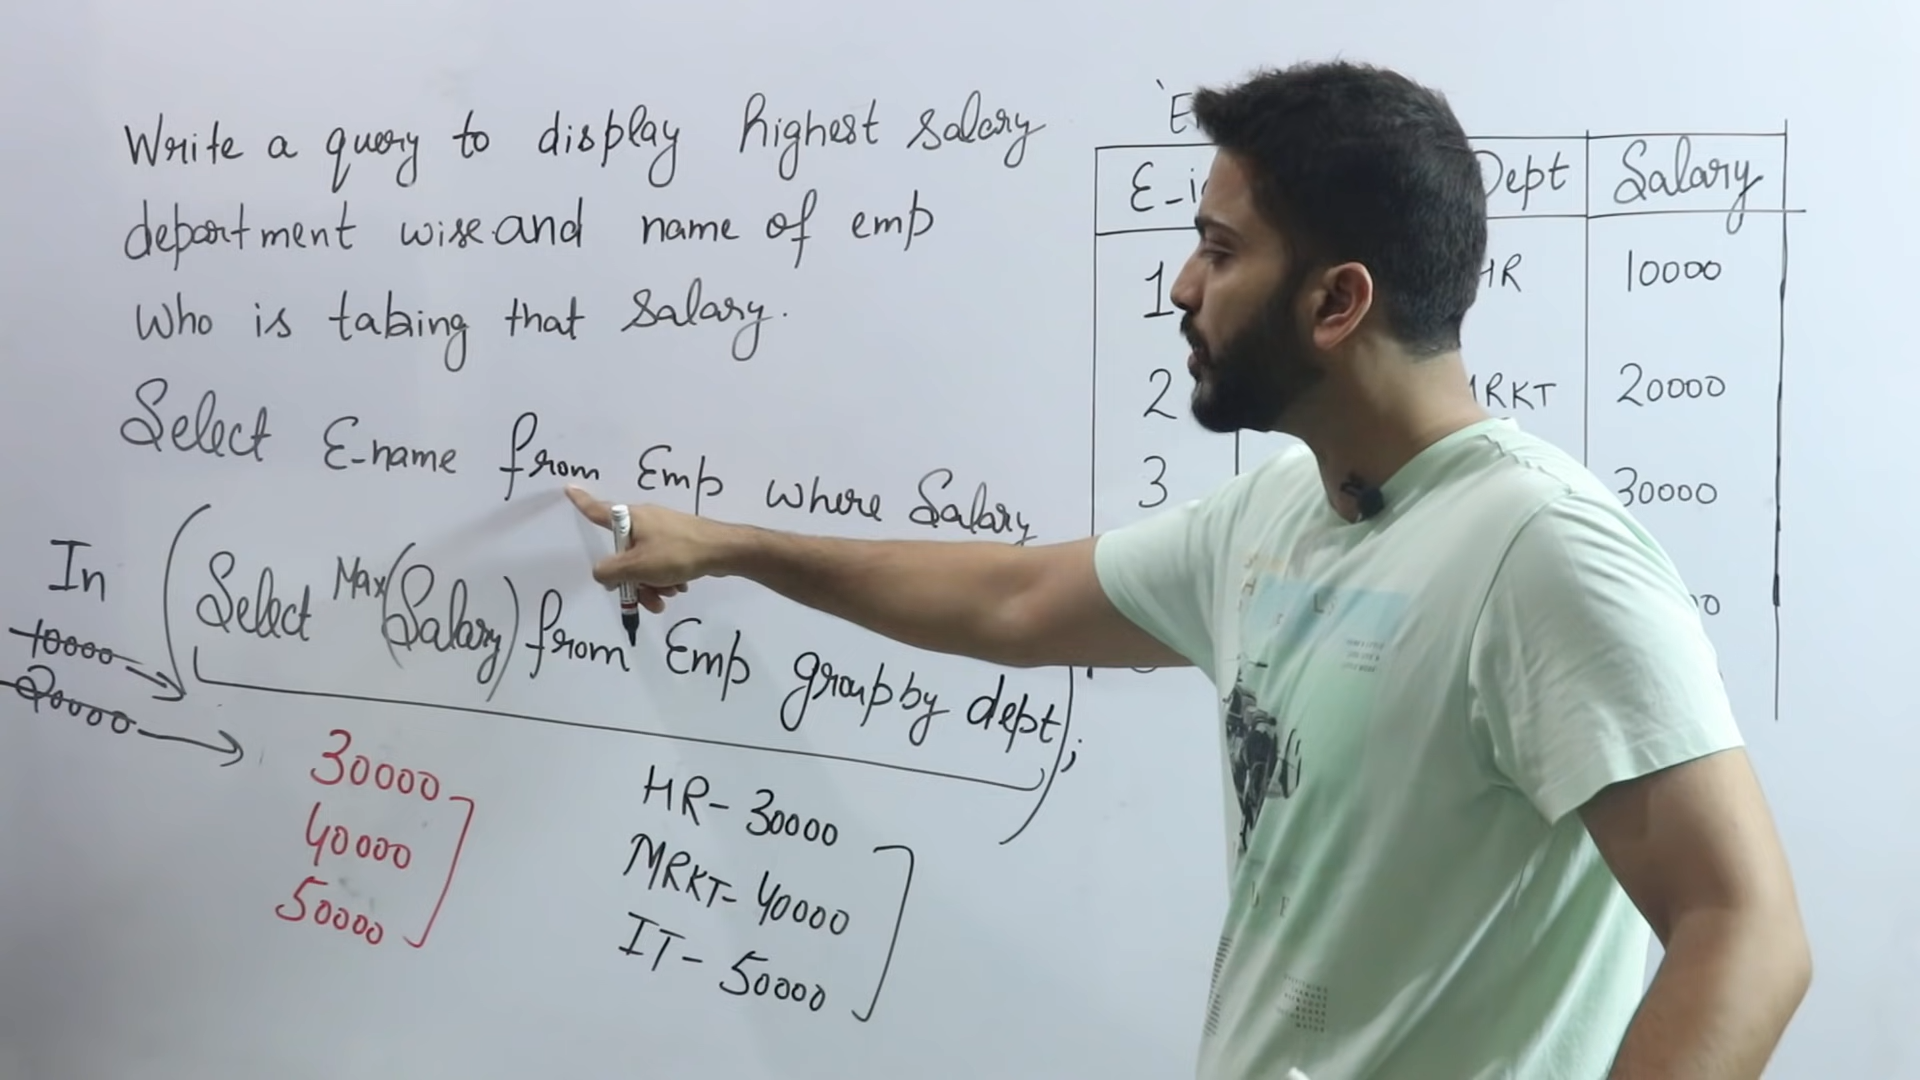 Write a query to display highest salary
department wise and name of emp
who is taking that salary.
Select E-name from Emp where Salary
In (Select Max(Salary) from Emp group by dept);
10000
20000
30000
40000
50000
HR - 30000
MRKT - 40000
IT - 50000
Dept Salary
1 HR 10000
2 MRKT 20000
3 30000